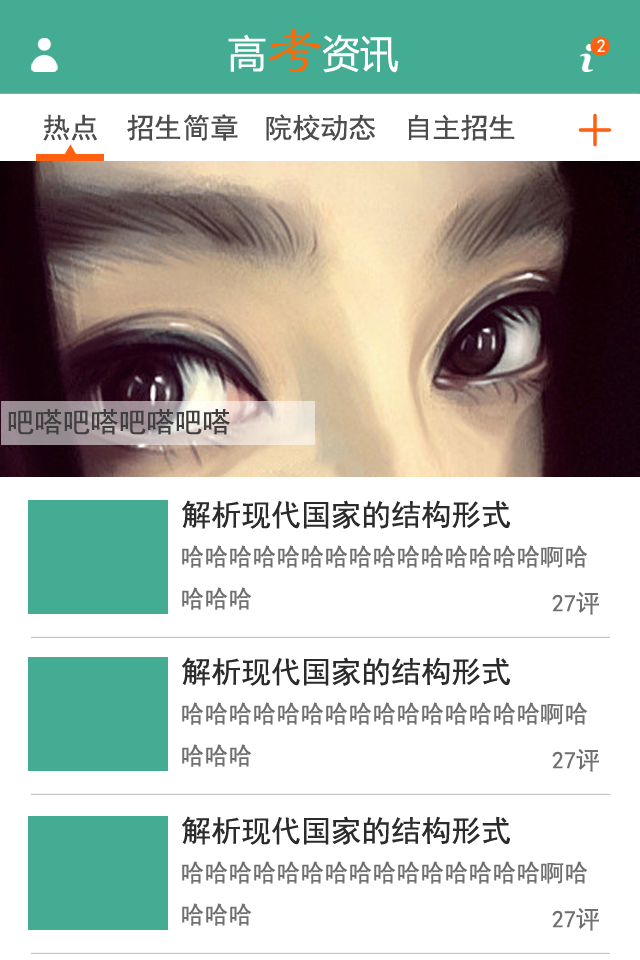 高考资讯
i 2
热点 招生简章 院校动态 自主招生
吧嗒吧嗒吧嗒吧嗒
解析现代国家的结构形式
哈哈哈哈哈哈哈哈哈哈哈哈哈哈哈啊哈
哈哈哈
27评
解析现代国家的结构形式
哈哈哈哈哈哈哈哈哈哈哈哈哈哈哈啊哈
哈哈哈
27评
解析现代国家的结构形式
哈哈哈哈哈哈哈哈哈哈哈哈哈哈哈啊哈
哈哈哈
27评